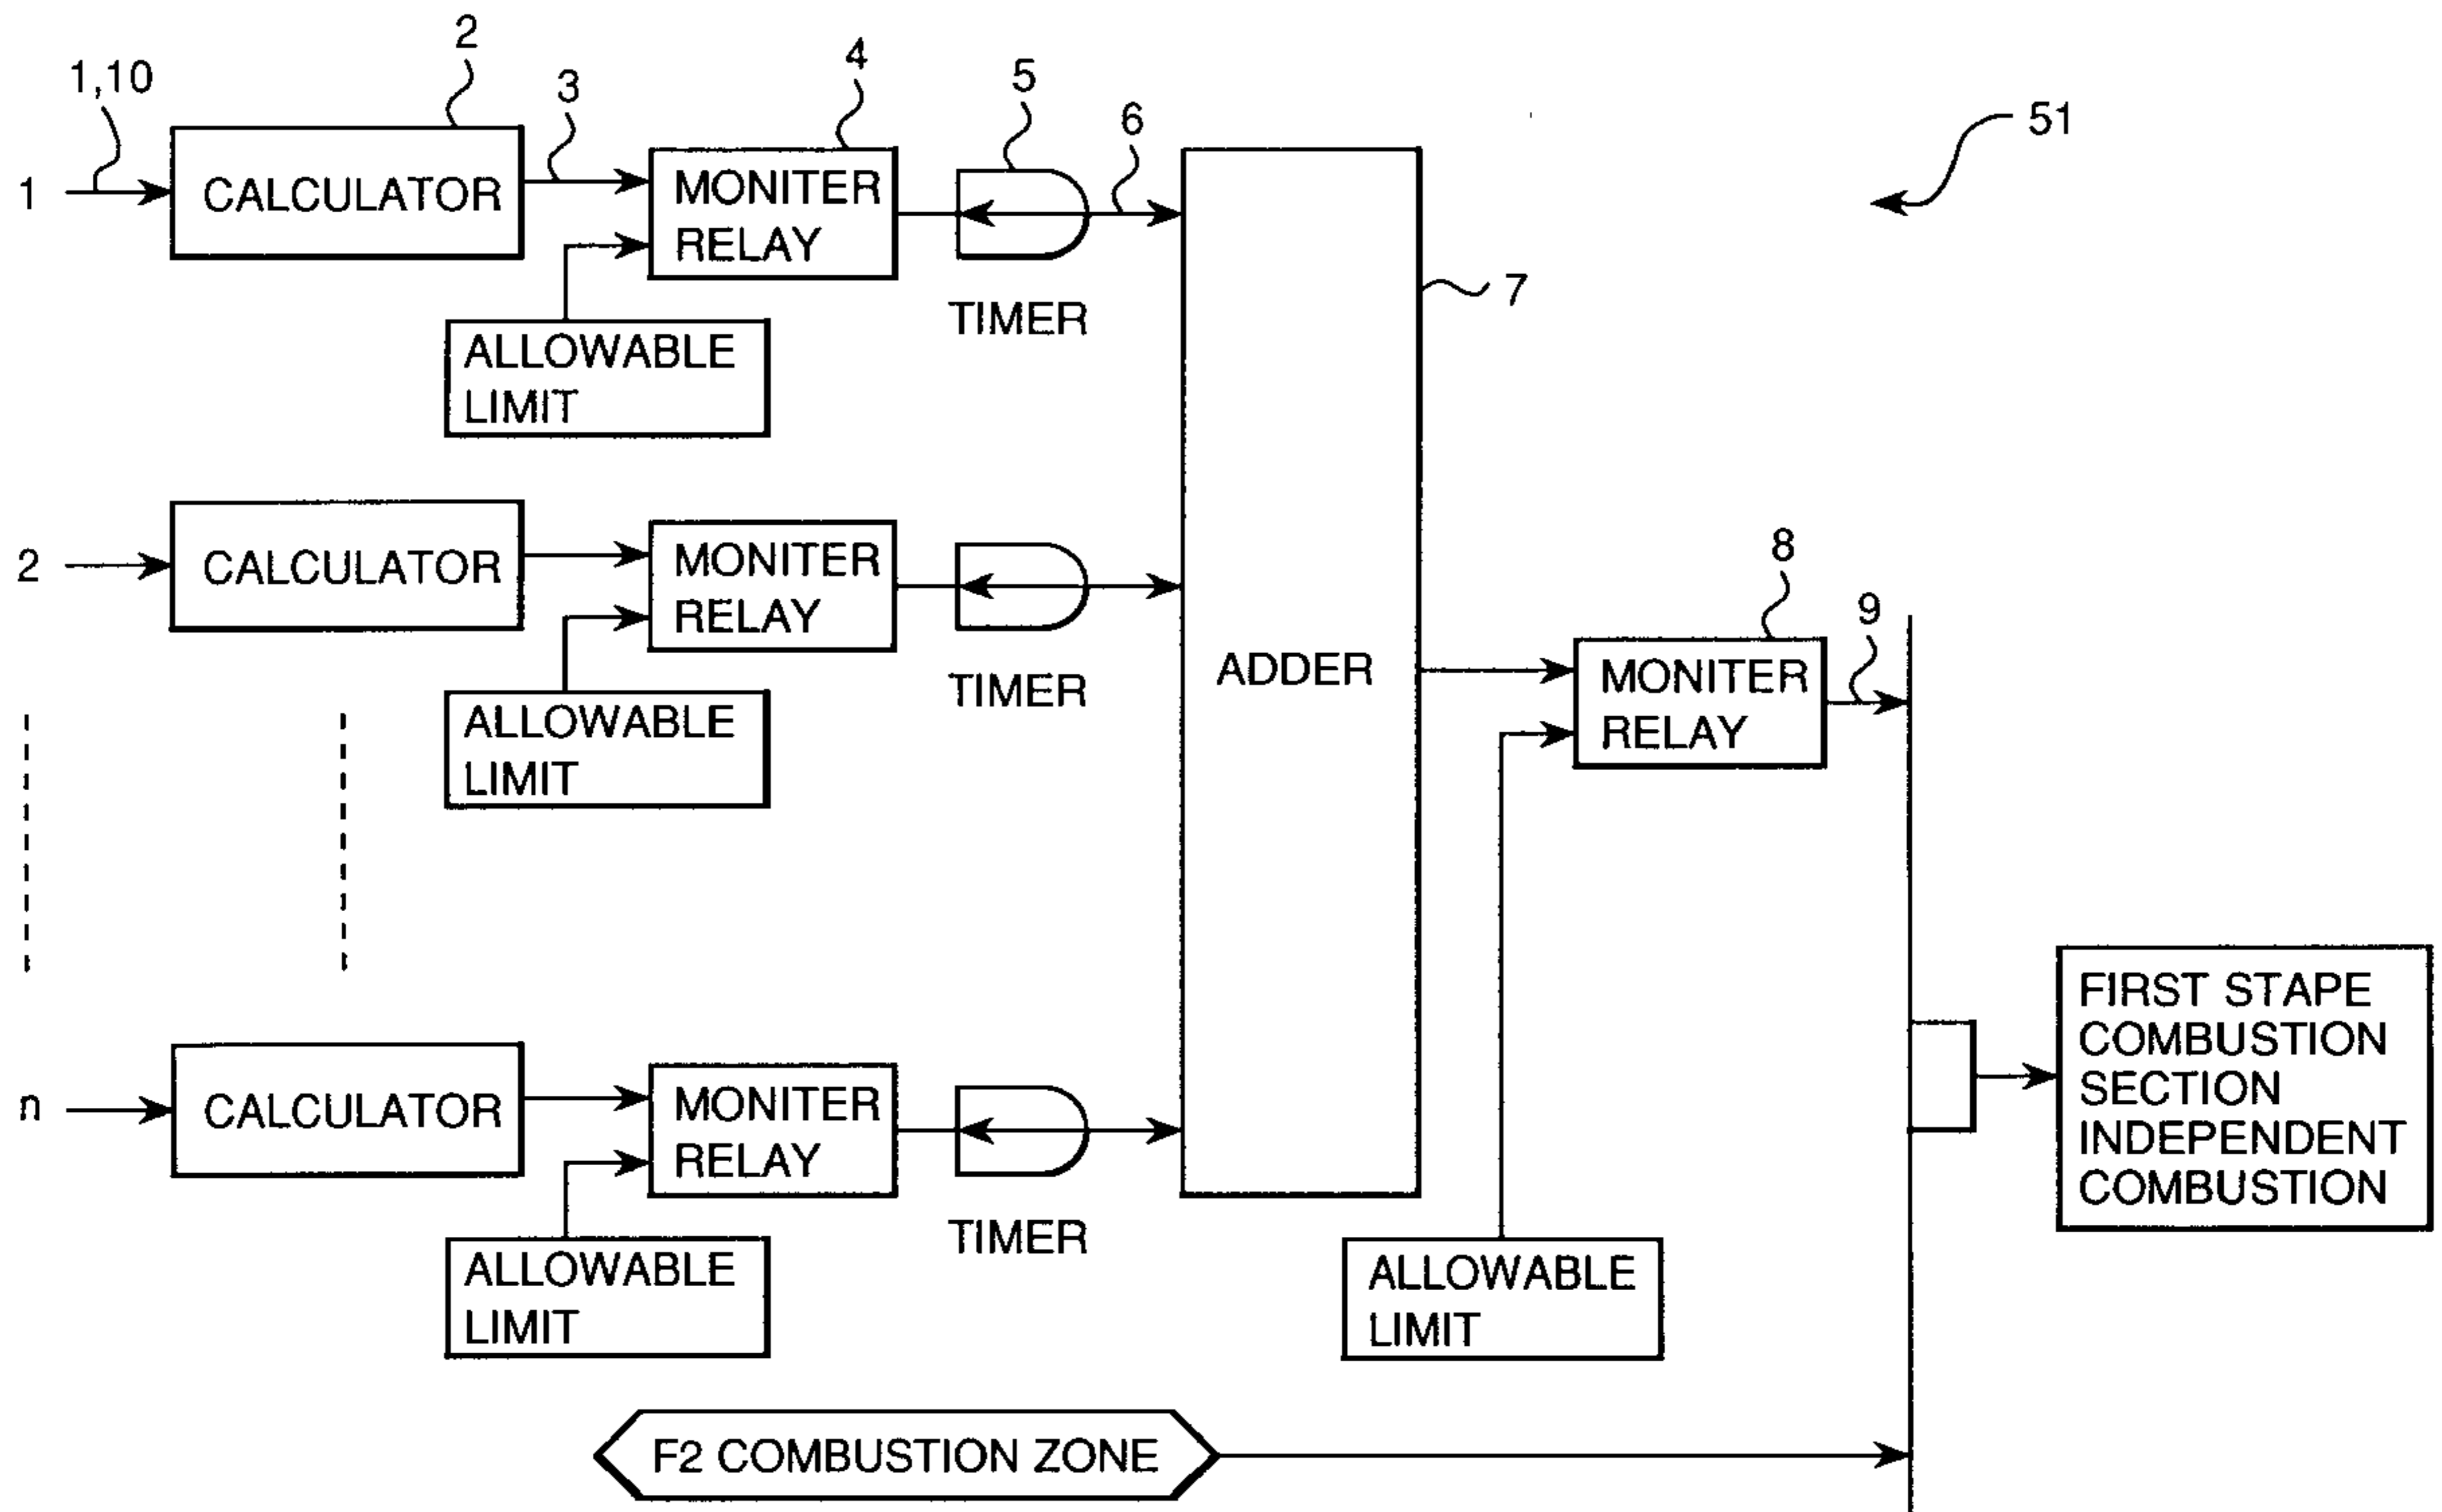 2
4
1,10
3
5
6
51
1
CALCULATOR
MONITER
RELAY
7
TIMER
ALLOWABLE
LIMIT
2
CALCULATOR
MONITER
RELAY
8
9
TIMER
ADDER
MONITER
RELAY
ALLOWABLE
LIMIT
n
CALCULATOR
MONITER
RELAY
FIRST STAPE
COMBUSTION
SECTION
INDEPENDENT
COMBUSTION
TIMER
ALLOWABLE
LIMIT
ALLOWABLE
LIMIT
F2 COMBUSTION ZONE